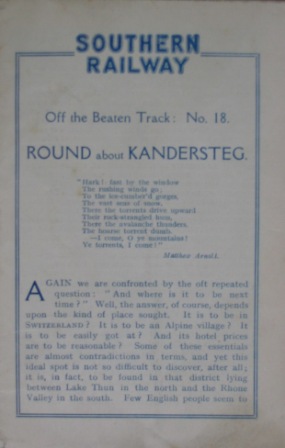 SOUTHERN
RAILWAY
Off the Beaten Track: No. 18.
ROUND about KANDERSTEG.
"Hark! fast by the window
The rushing winds go,
To the ice-cumber'd gorges,
The vast seas of snow.
There the torrents drive upward
Their rock-strangled hum,
There the avalanche thunders,
The hoarse torrent dumb.
—I come, O ye mountains!
Ye torrents, I come!"
Matthew Arnold.
AGAIN we are confronted by the oft repeated
question: "And where is it to be next
time?" Well, the answer, of course, depends
upon the kind of place sought. It is to be in
SWITZERLAND? It is to be an Alpine village? It
is to be easily got at? And its hotel prices
are to be reasonable? Some of these essentials
are almost contradictions in terms, and yet this
ideal spot is not so difficult to discover, after all;
it is, in fact, to be found in that district lying
between Lake Thun in the north and the Rhone
Valley in the south. Few English people seem to